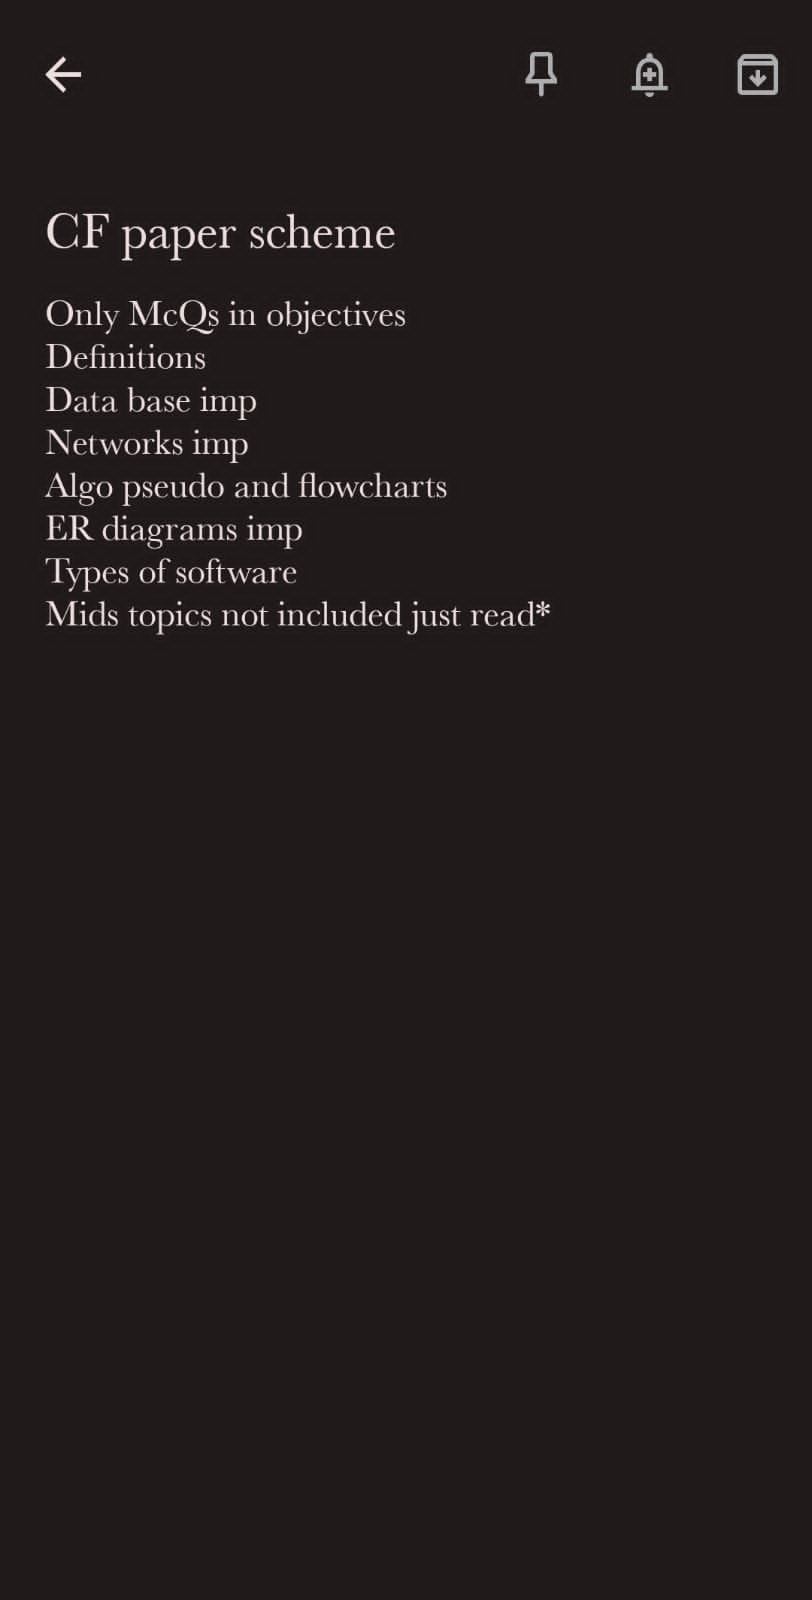 CF paper scheme
Only McQs in objectives
Definitions
Data base imp
Networks imp
Algo pseudo and flowcharts
ER diagrams imp
Types of software
Mids topics not included just read*